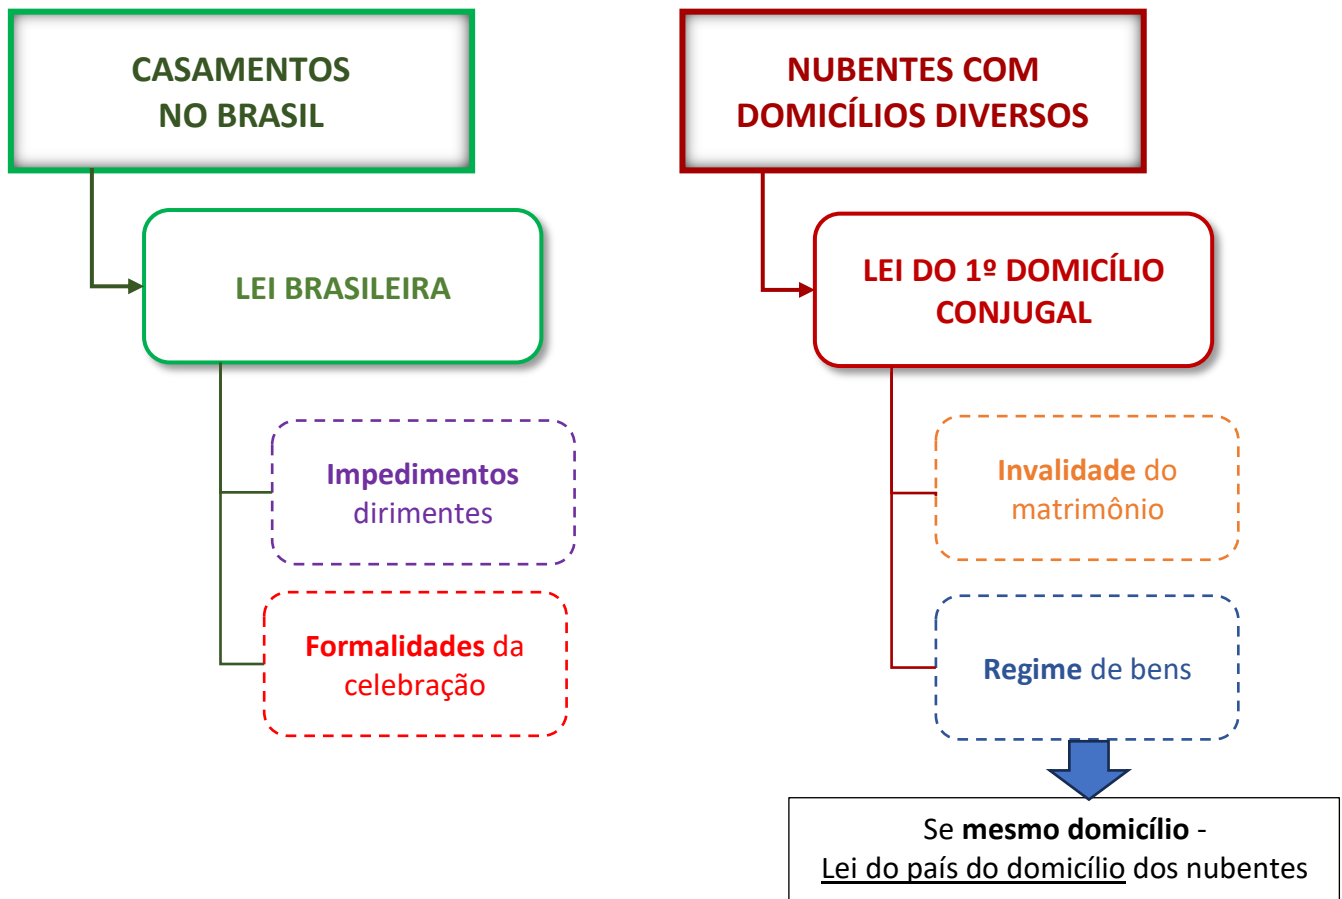 CASAMENTOS
NO BRASIL
LEI BRASILEIRA
Impedimentos
dirimentes
Formalidades da
celebração
NUBENTES COM
DOMICÍLIOS DIVERSOS
LEI DO 1º DOMICÍLIO
CONJUGAL
Invalidade do
matrimônio
Regime de bens
Se mesmo domicílio -
Lei do país do domicílio dos nubentes